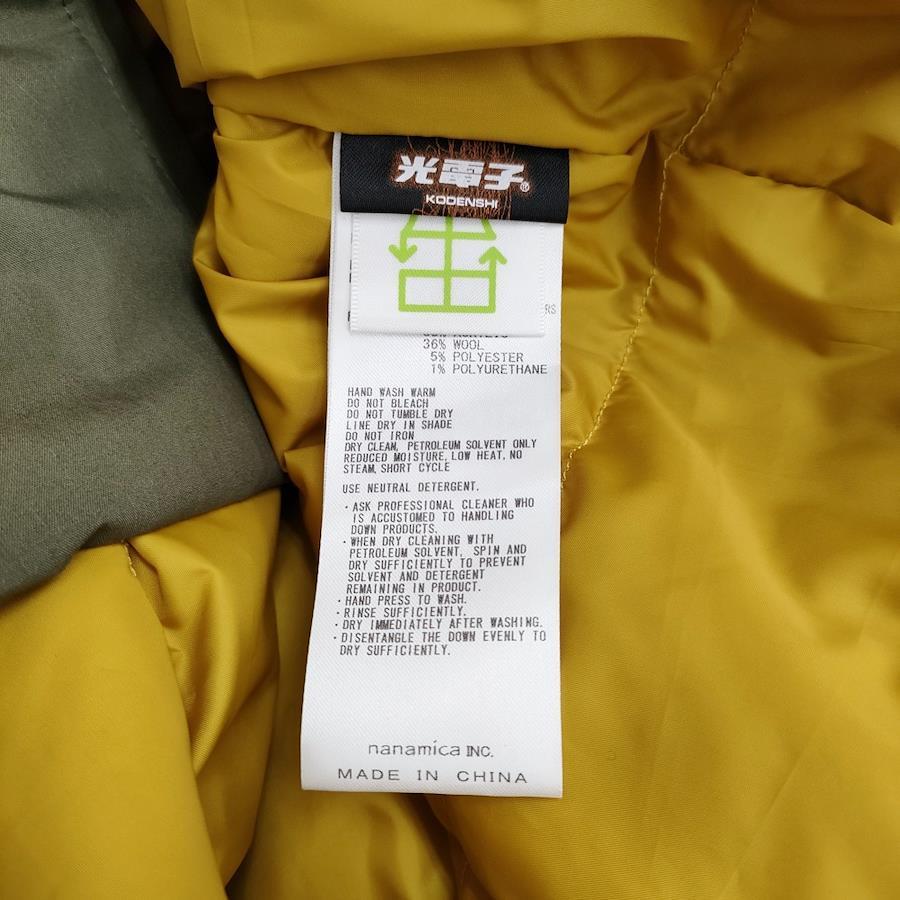 光電子®
KODENSHI
RS
36% WOOL
5% POLYESTER
1% POLYURETHANE
HAND WASH WARM
DO NOT BLEACH
DO NOT TUMBLE DRY
LINE DRY IN SHADE
DO NOT IRON
DRY CLEAN, PETROLEUM SOLVENT ONLY
REDUCED MOISTURE, LOW HEAT, NO
STEAM, SHORT CYCLE
USE NEUTRAL DETERGENT.
・ASK PROFESSIONAL CLEANER WHO
IS ACCUSTOMED TO HANDLING
DOWN PRODUCTS.
・WHEN DRY CLEANING WITH
PETROLEUM SOLVENT, SPIN AND
DRY SUFFICIENTLY TO PREVENT
SOLVENT AND DETERGENT
REMAINING IN PRODUCT.
・HAND PRESS TO WASH.
・RINSE SUFFICIENTLY.
・DRY IMMEDIATELY AFTER WASHING.
・DISENTANGLE THE DOWN EVENLY TO
DRY SUFFICIENTLY.
nanamica INC.
MADE IN CHINA